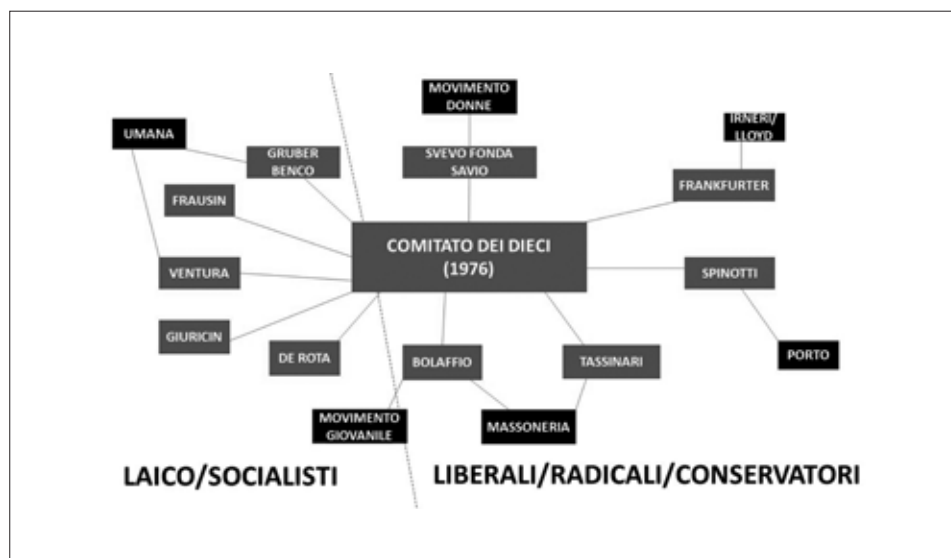 MOVIMENTO
DONNE
IRNERI/
LLOYD
UMANA
GRUBER
BENCO
SVEVO FONDA
SAVIO
FRANKFURTER
FRAUSIN
COMITATO DEI DIECI
(1976)
VENTURA
SPINOTTI
GIURICIN
DE ROTA
BOLAFFIO
TASSINARI
PORTO
MOVIMENTO
GIOVANILE
MASSONERIA
LAICO/SOCIALISTI
LIBERALI/RADICALI/CONSERVATORI